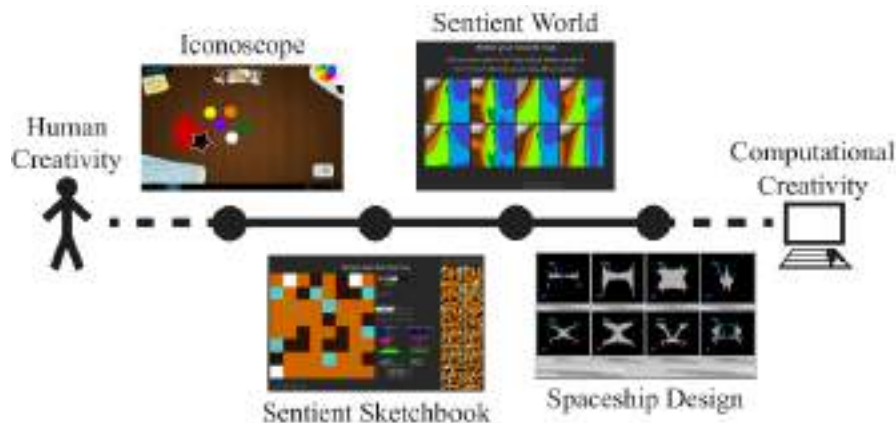 Sentient World
Iconoscope
Human
Creativity
Computational
Creativity
Sentient Sketchbook
Spaceship Design